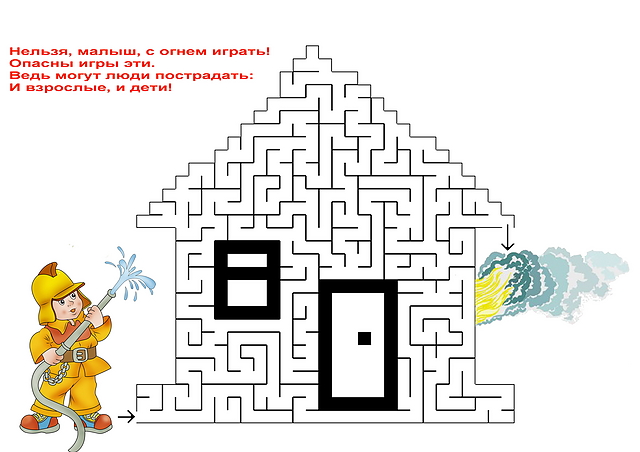 Нельзя, малыш, с огнем играть!
Опасны игры эти.
Ведь могут люди пострадать:
И взрослые, и дети!